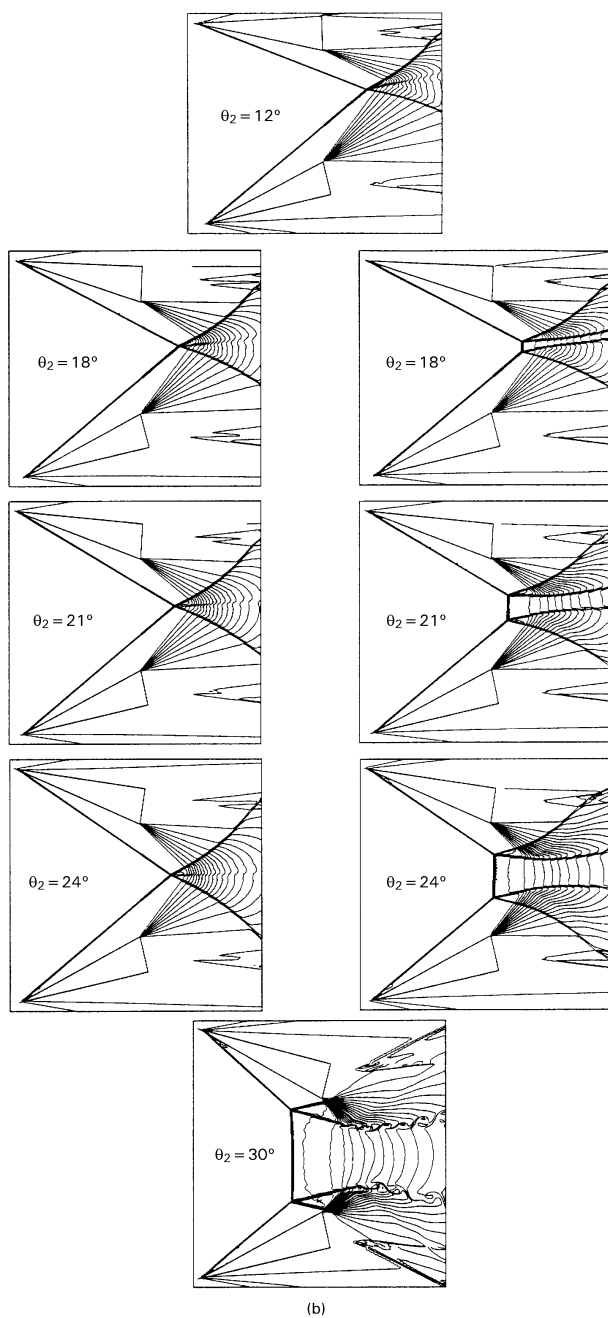 θ₂ = 12°
θ₂ = 18°
θ₂ = 18°
θ₂ = 21°
θ₂ = 21°
θ₂ = 24°
θ₂ = 24°
θ₂ = 30°
(b)